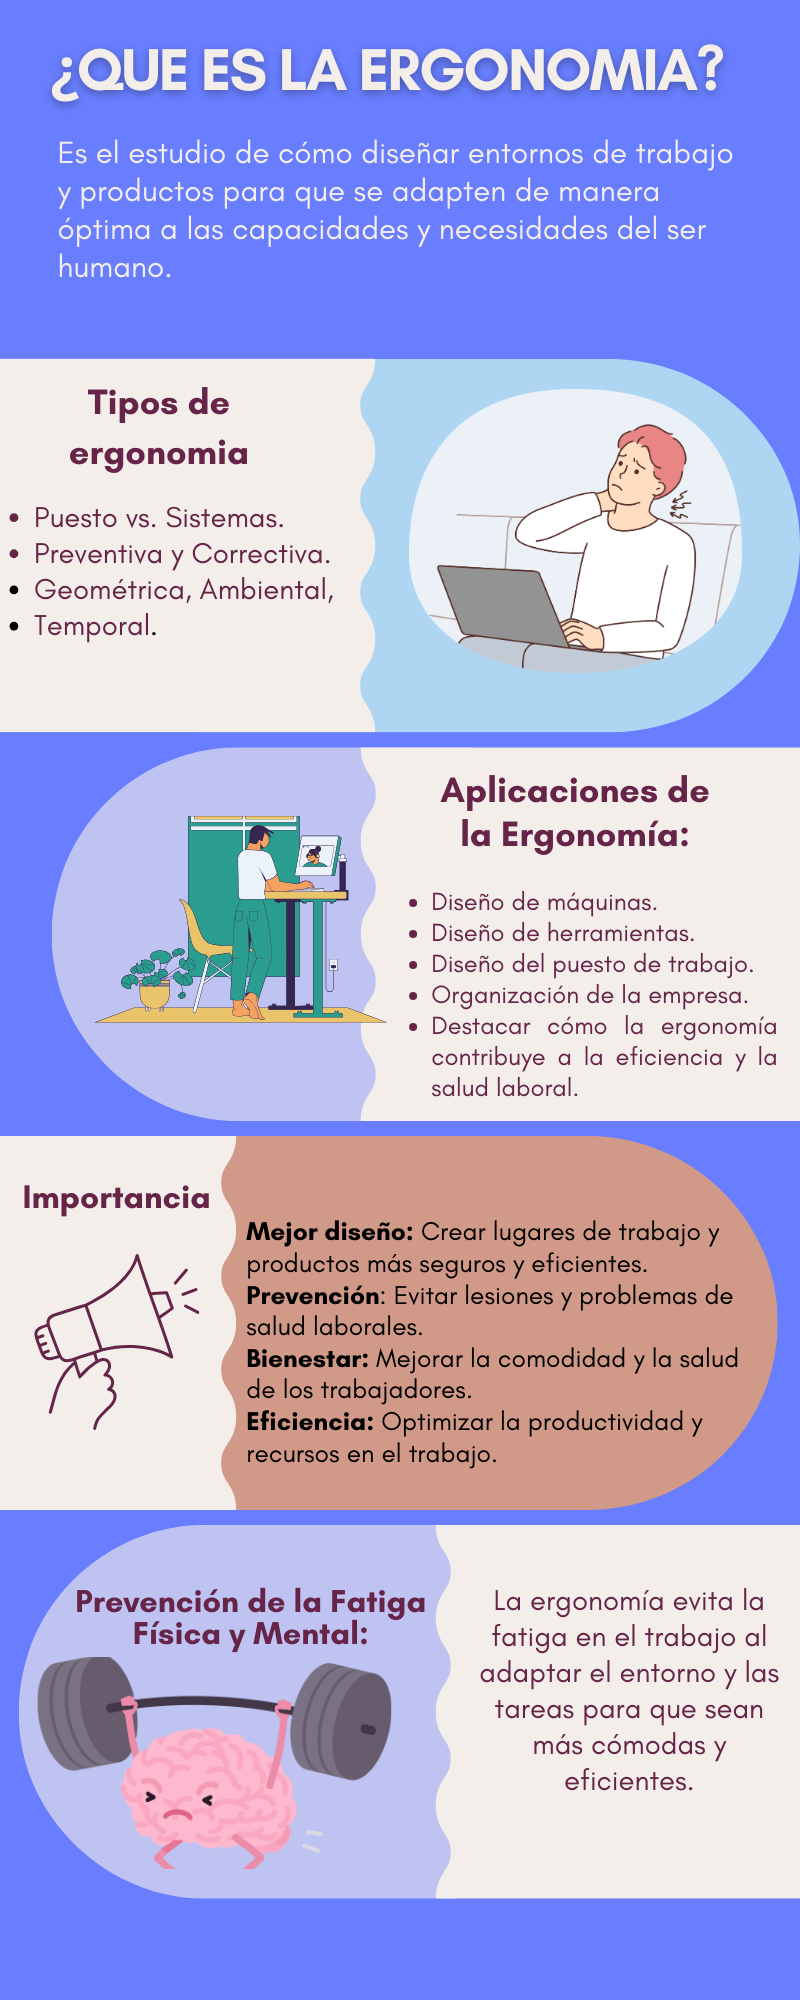 ¿QUE ES LA ERGONOMIA?
Es el estudio de cómo diseñar entornos de trabajo
y productos para que se adapten de manera
óptima a las capacidades y necesidades del ser
humano.
Tipos de
ergonomia
• Puesto vs. Sistemas.
• Preventiva y Correctiva.
• Geométrica, Ambiental,
• Temporal.
Aplicaciones de
la Ergonomía:
• Diseño de máquinas.
• Diseño de herramientas.
• Diseño del puesto de trabajo.
• Organización de la empresa.
• Destacar cómo la ergonomía
contribuye a la eficiencia y la
salud laboral.
Importancia
Mejor diseño: Crear lugares de trabajo y
productos más seguros y eficientes.
Prevención: Evitar lesiones y problemas de
salud laborales.
Bienestar: Mejorar la comodidad y la salud
de los trabajadores.
Eficiencia: Optimizar la productividad y
recursos en el trabajo.
Prevención de la Fatiga
Física y Mental:
La ergonomía evita la
fatiga en el trabajo al
adaptar el entorno y las
tareas para que sean
más cómodas y
eficientes.